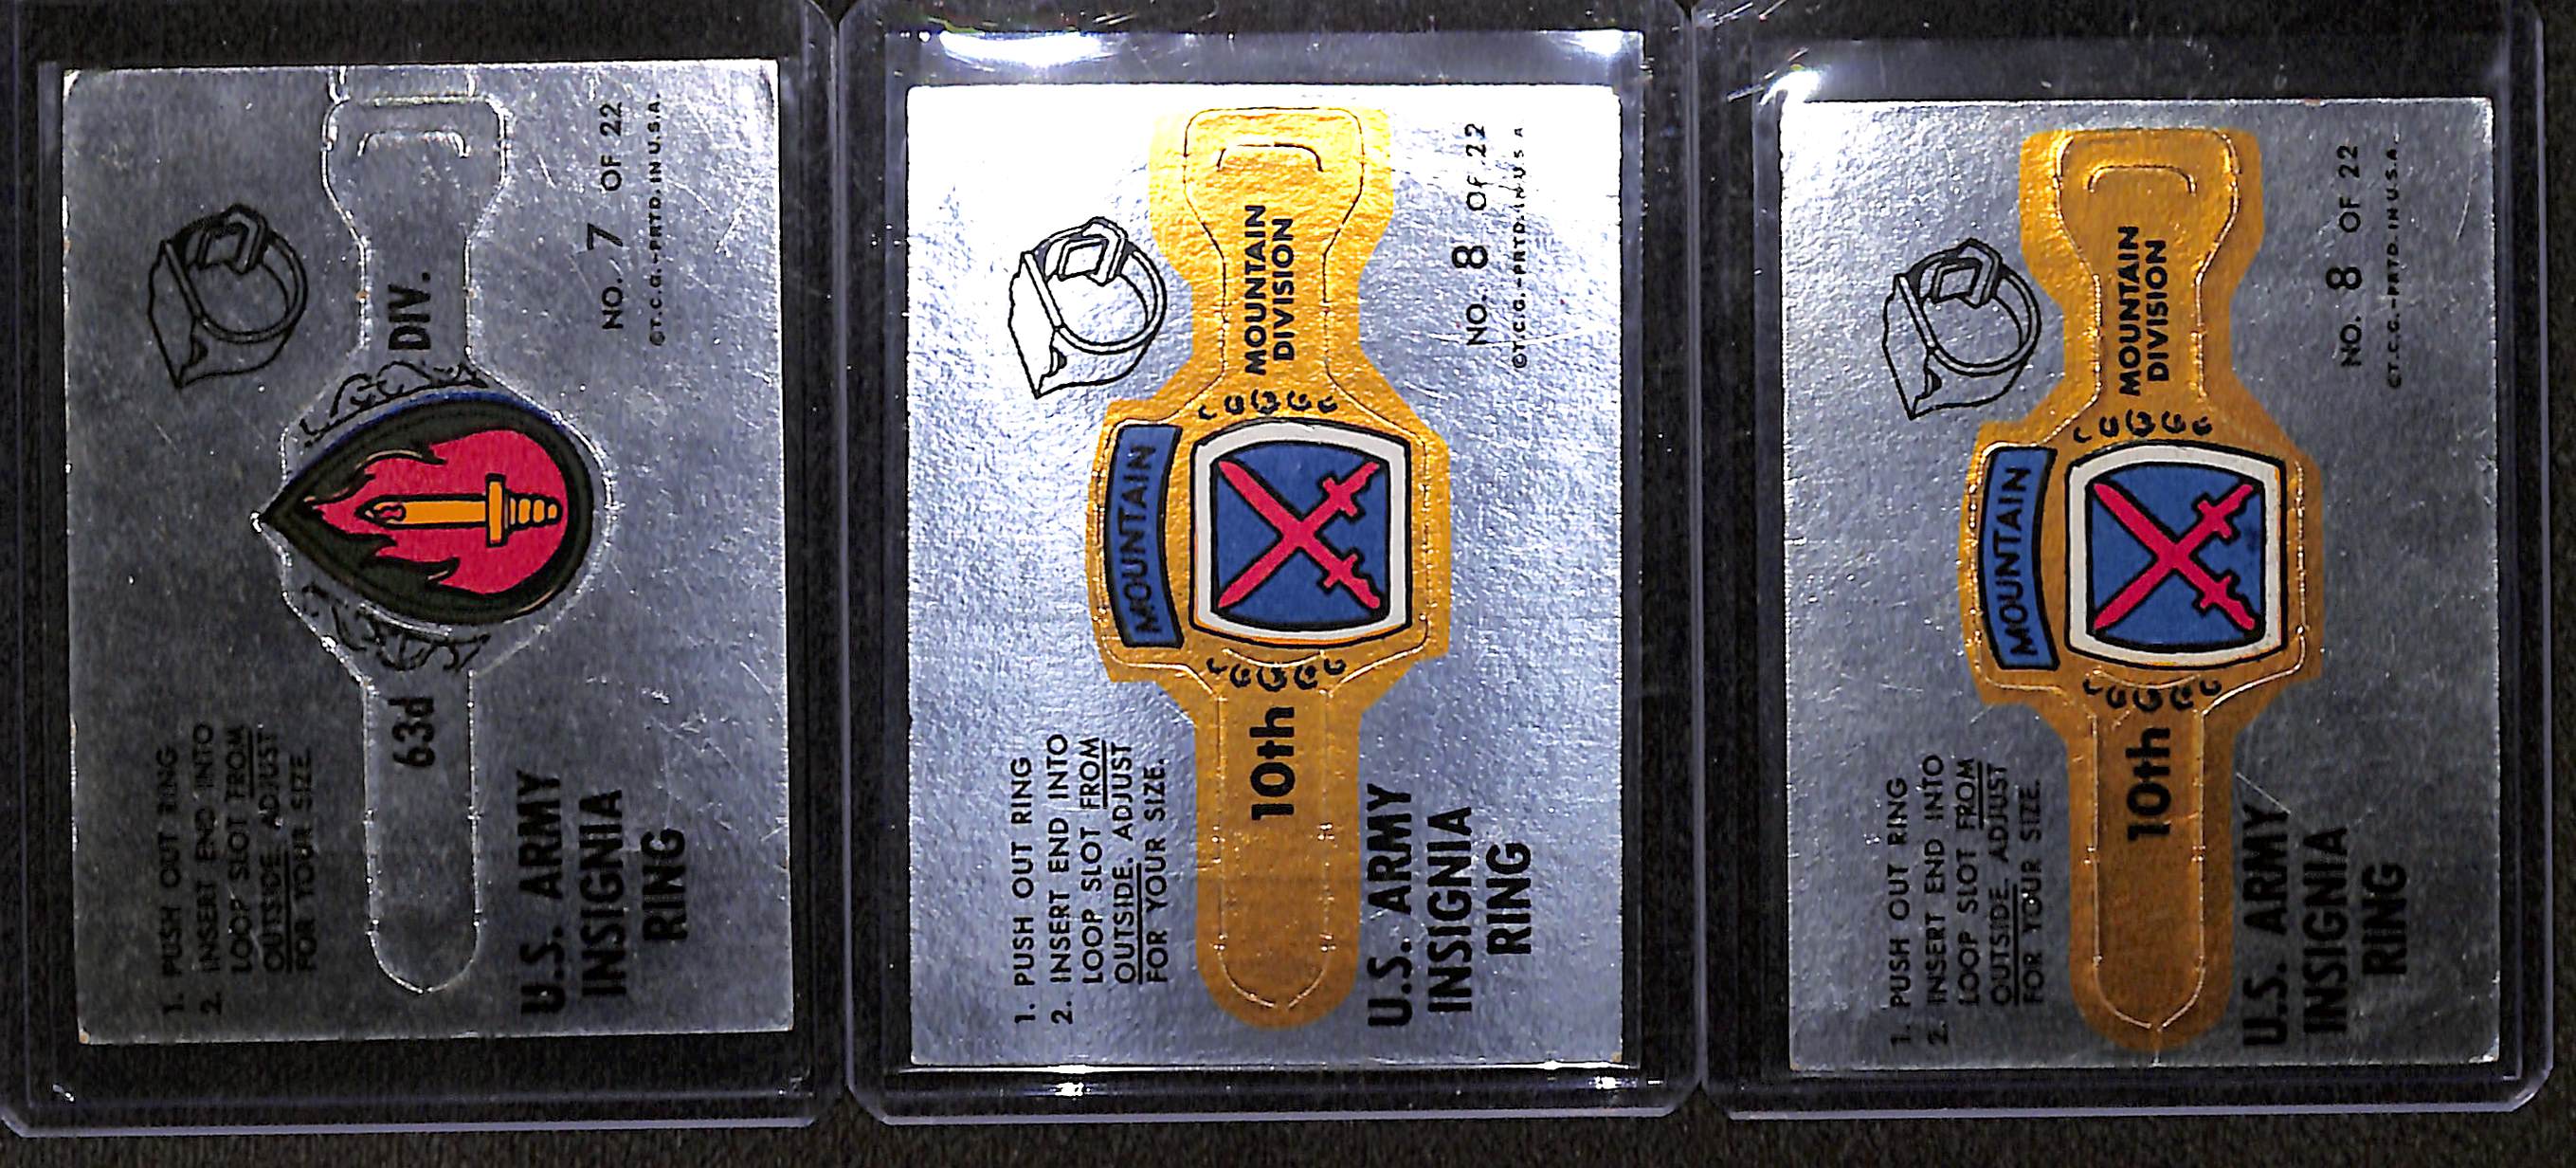 1. PUSH OUT RING
2. INSERT END INTO
LOOP SLOT FROM
OUTSIDE. ADJUST
FOR YOUR SIZE.
63d
DIV.
U.S. ARMY
INSIGNIA
RING
NO. 7 OF 22
©T.C.G.-PRTD. IN U.S.A.
1. PUSH OUT RING
2. INSERT END INTO
LOOP SLOT FROM
OUTSIDE. ADJUST
FOR YOUR SIZE.
MOUNTAIN
10th
MOUNTAIN
DIVISION
U.S. ARMY
INSIGNIA
RING
NO. 8 OF 22
©T.C.G.-PRTD. IN U.S.A
1. PUSH OUT RING
2. INSERT END INTO
LOOP SLOT FROM
OUTSIDE. ADJUST
FOR YOUR SIZE.
MOUNTAIN
10th
MOUNTAIN
DIVISION
U.S. ARMY
INSIGNIA
RING
NO. 8 OF 22
©T.C.G.-PRTD. IN U.S.A.